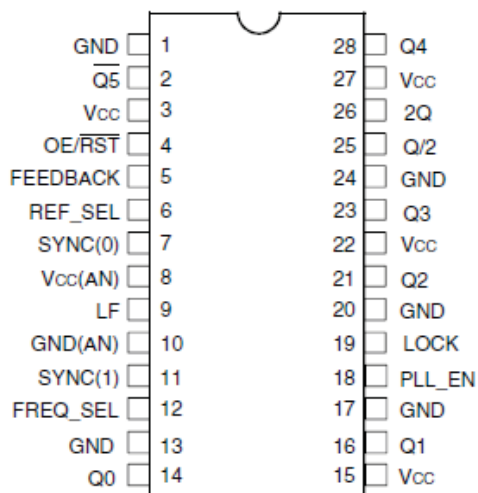 GND 1 28 Q4
Q5 2 27 Vcc
Vcc 3 26 2Q
OE/RST 4 25 Q/2
FEEDBACK 5 24 GND
REF_SEL 6 23 Q3
SYNC(0) 7 22 Vcc
Vcc(AN) 8 21 Q2
LF 9 20 GND
GND(AN) 10 19 LOCK
SYNC(1) 11 18 PLL_EN
FREQ_SEL 12 17 GND
GND 13 16 Q1
Q0 14 15 Vcc